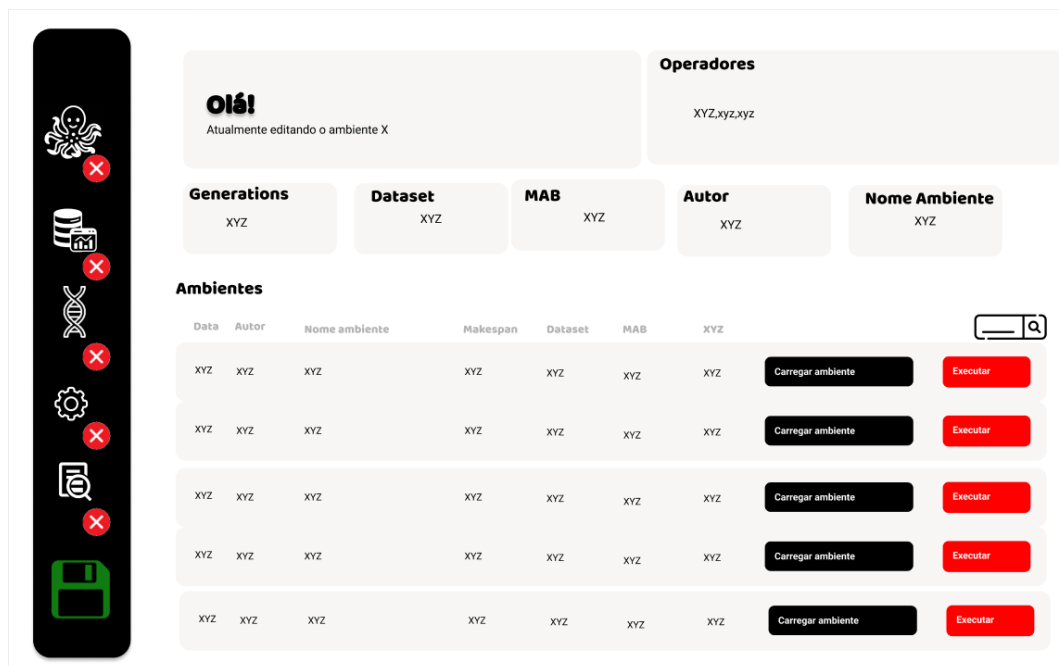 Olá!
Atualmente editando o ambiente X
Operadores
XYZ,xyz,xyz
Generations
XYZ
Dataset
XYZ
MAB
XYZ
Autor
XYZ
Nome Ambiente
XYZ
Ambientes
Data Autor Nome ambiente Makespan Dataset MAB XYZ
XYZ XYZ XYZ XYZ XYZ XYZ XYZ Carregar ambiente Executar
XYZ XYZ XYZ XYZ XYZ XYZ XYZ Carregar ambiente Executar
XYZ XYZ XYZ XYZ XYZ XYZ XYZ Carregar ambiente Executar
XYZ XYZ XYZ XYZ XYZ XYZ XYZ Carregar ambiente Executar
XYZ XYZ XYZ XYZ XYZ XYZ XYZ Carregar ambiente Executar